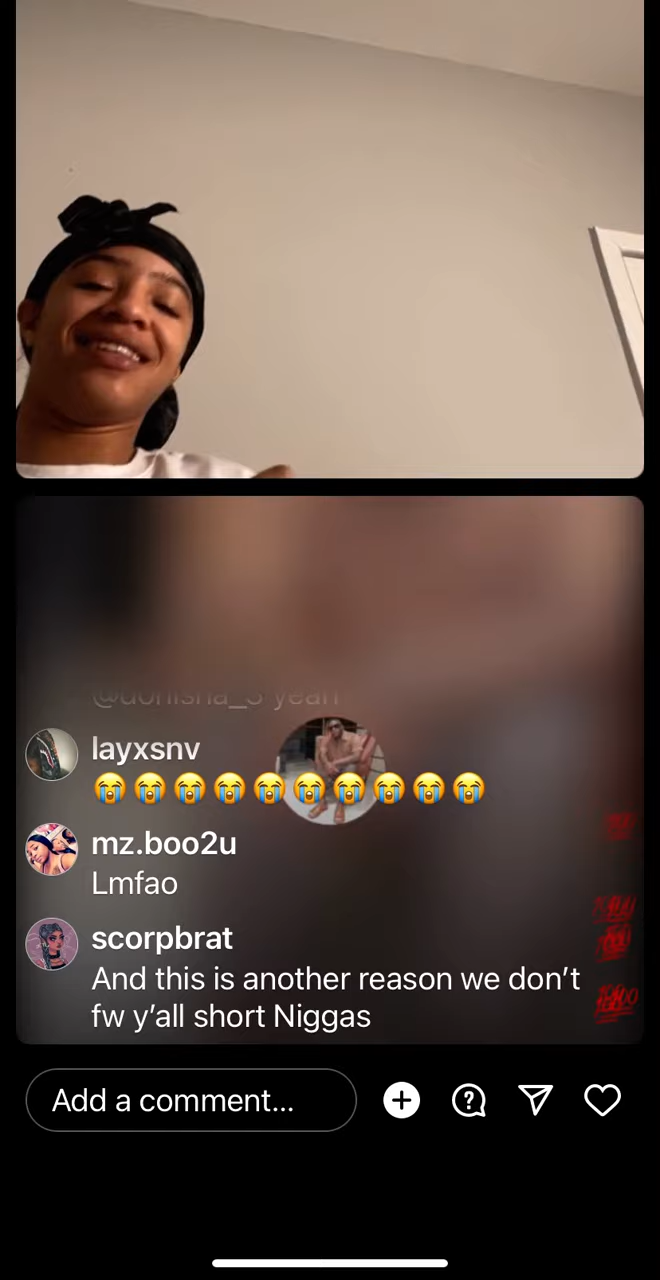 layxsnv
😭😭😭😭😭😭😭😭😭😭
mz.boo2u
Lmfao
scorpbrat
And this is another reason we don’t
fw y’all short Niggas
Add a comment...